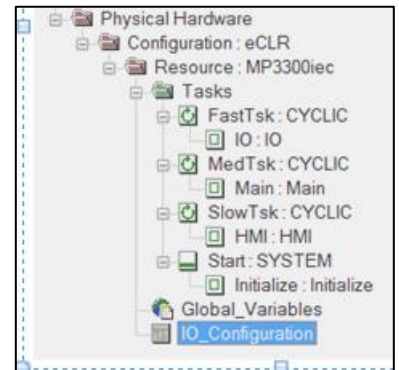 Physical Hardware
Configuration : eCLR
Resource : MP3300iec
Tasks
FastTsk : CYCLIC
IO : IO
MedTsk : CYCLIC
Main : Main
SlowTsk : CYCLIC
HMI : HMI
Start : SYSTEM
Initialize : Initialize
Global_Variables
IO_Configuration